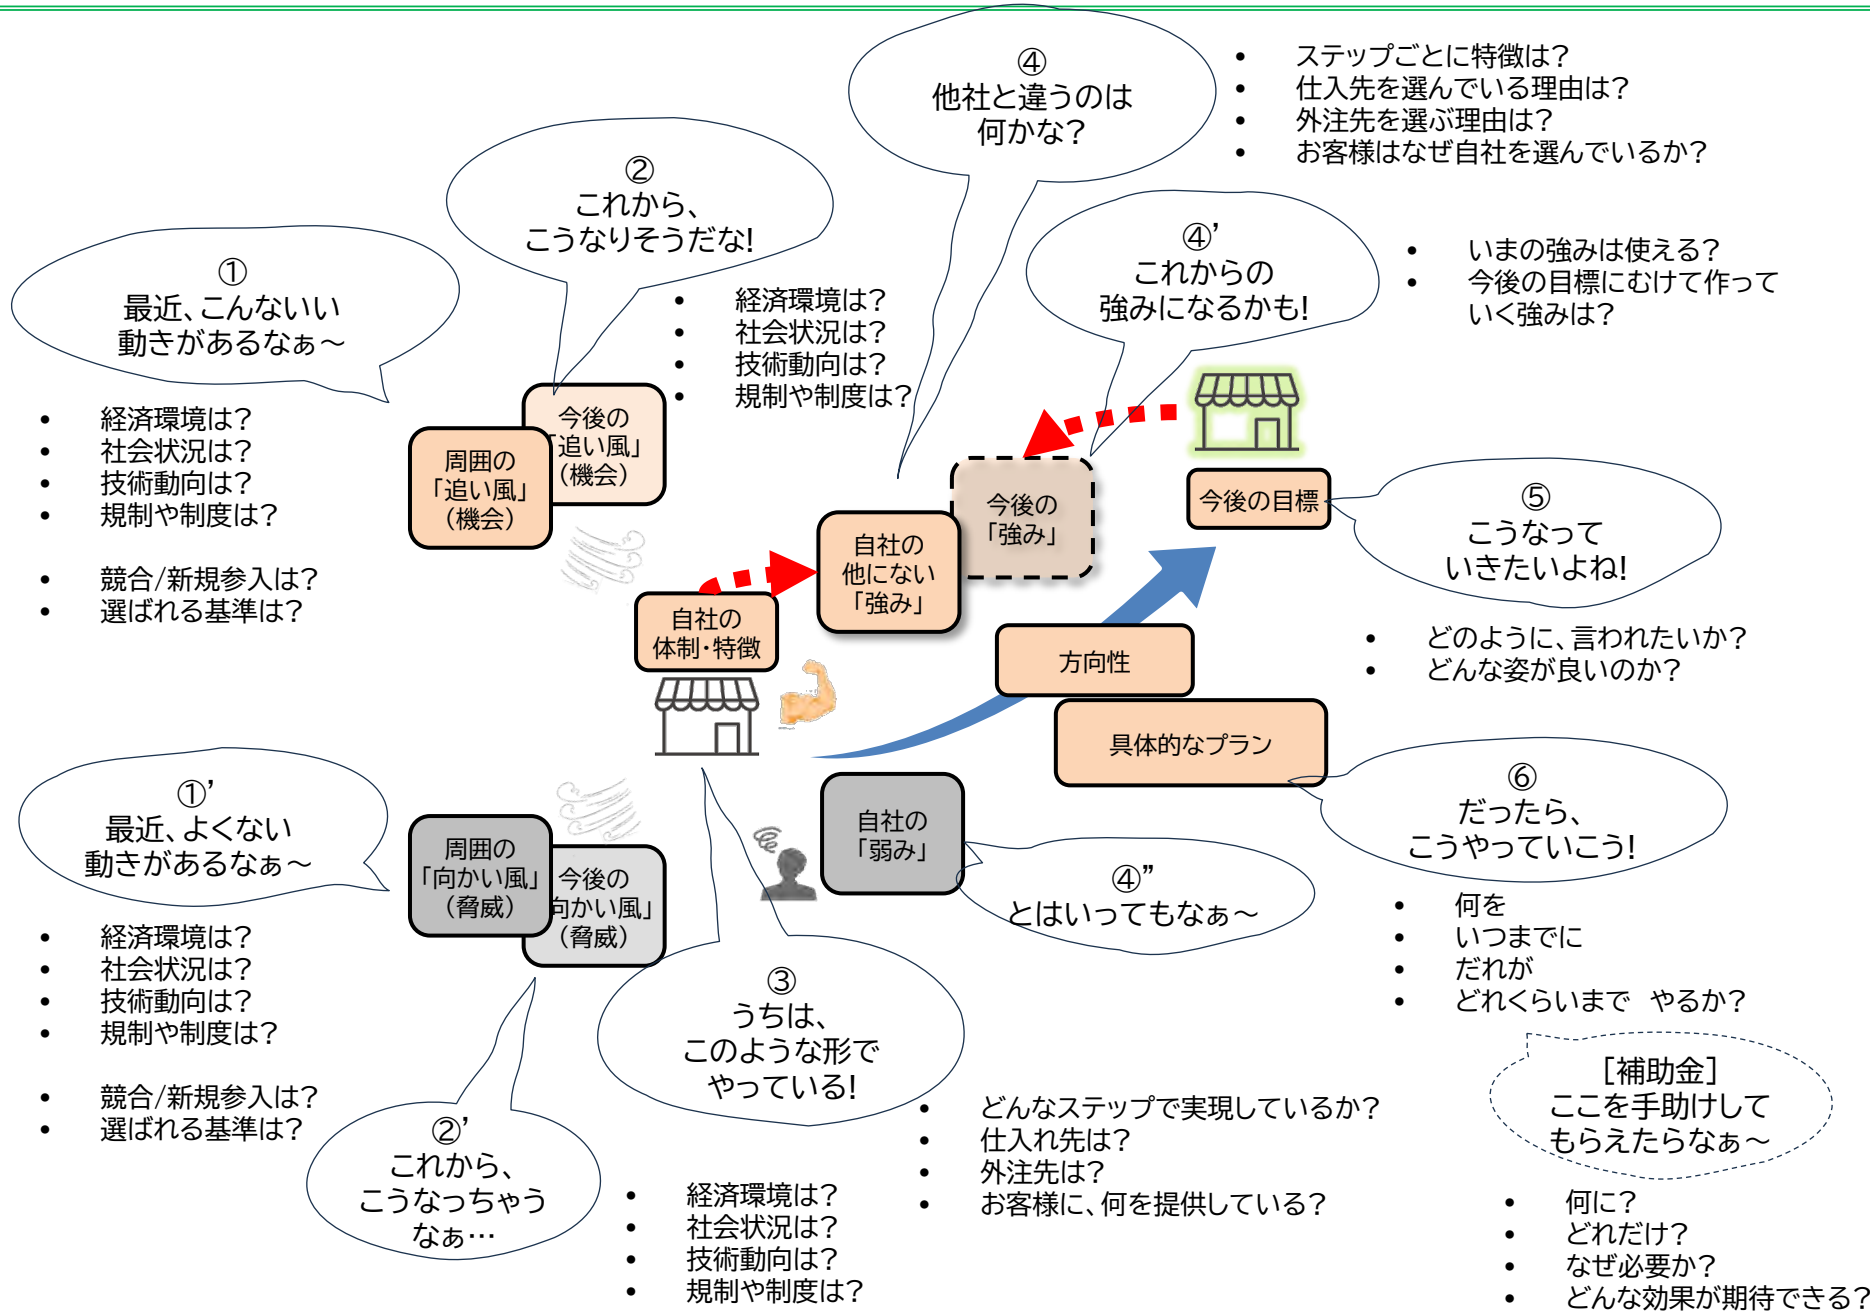 ④
他社と違うのは
何かな?
• ステップごとに特徴は?
• 仕入先を選んでいる理由は?
• 外注先を選ぶ理由は?
• お客様はなぜ自社を選んでいるか?
②
これから、
こうなりそうだな!
• 経済環境は?
• 社会状況は?
• 技術動向は?
• 規制や制度は?
④’
これからの
強みになるかも!
• いまの強みは使える?
• 今後の目標にむけて作って
いく強みは?
①
最近、こんないい
動きがあるなぁ～
• 経済環境は?
• 社会状況は?
• 技術動向は?
• 規制や制度は?
• 競合/新規参入は?
• 選ばれる基準は?
今後の
「追い風」
(機会)
周囲の
「追い風」
(機会)
自社の
体制・特徴
自社の
他にない
「強み」
今後の
「強み」
今後の目標
⑤
こうなって
いきたいよね!
• どのように、言われたいか?
• どんな姿が良いのか?
方向性
具体的なプラン
⑥
だったら、
こうやっていこう!
• 何を
• いつまでに
• だれが
• どれくらいまで　やるか?
①’
最近、よくない
動きがあるなぁ～
• 経済環境は?
• 社会状況は?
• 技術動向は?
• 規制や制度は?
• 競合/新規参入は?
• 選ばれる基準は?
周囲の
「向かい風」
(脅威)
今後の
向かい風」
(脅威)
自社の
「弱み」
④”
とはいってもなぁ～
③
うちは、
このような形で
やっている!
• どんなステップで実現しているか?
• 仕入れ先は?
• 外注先は?
• お客様に、何を提供している?
②’
これから、
こうなっちゃう
なぁ…
• 経済環境は?
• 社会状況は?
• 技術動向は?
• 規制や制度は?
[補助金]
ここを手助けして
もらえたらなぁ～
• 何に?
• どれだけ?
• なぜ必要か?
• どんな効果が期待できる?